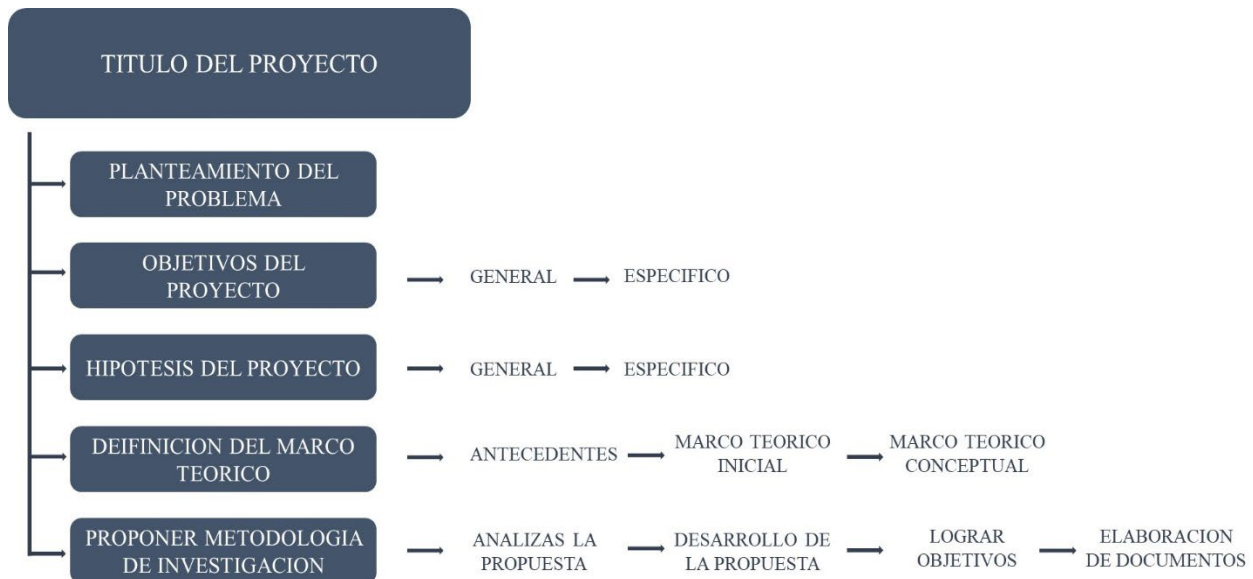 TITULO DEL PROYECTO
PLANTEAMIENTO DEL
PROBLEMA
OBJETIVOS DEL
PROYECTO
GENERAL
ESPECIFICO
HIPOTESIS DEL PROYECTO
GENERAL
ESPECIFICO
DEIFINICION DEL MARCO
TEORICO
ANTECEDENTES
MARCO TEORICO
INICIAL
MARCO TEORICO
CONCEPTUAL
PROPONER METODOLOGIA
DE INVESTIGACION
ANALIZAS LA
PROPUESTA
DESARROLLO DE
LA PROPUESTA
LOGRAR
OBJETIVOS
ELABORACION
DE DOCUMENTOS